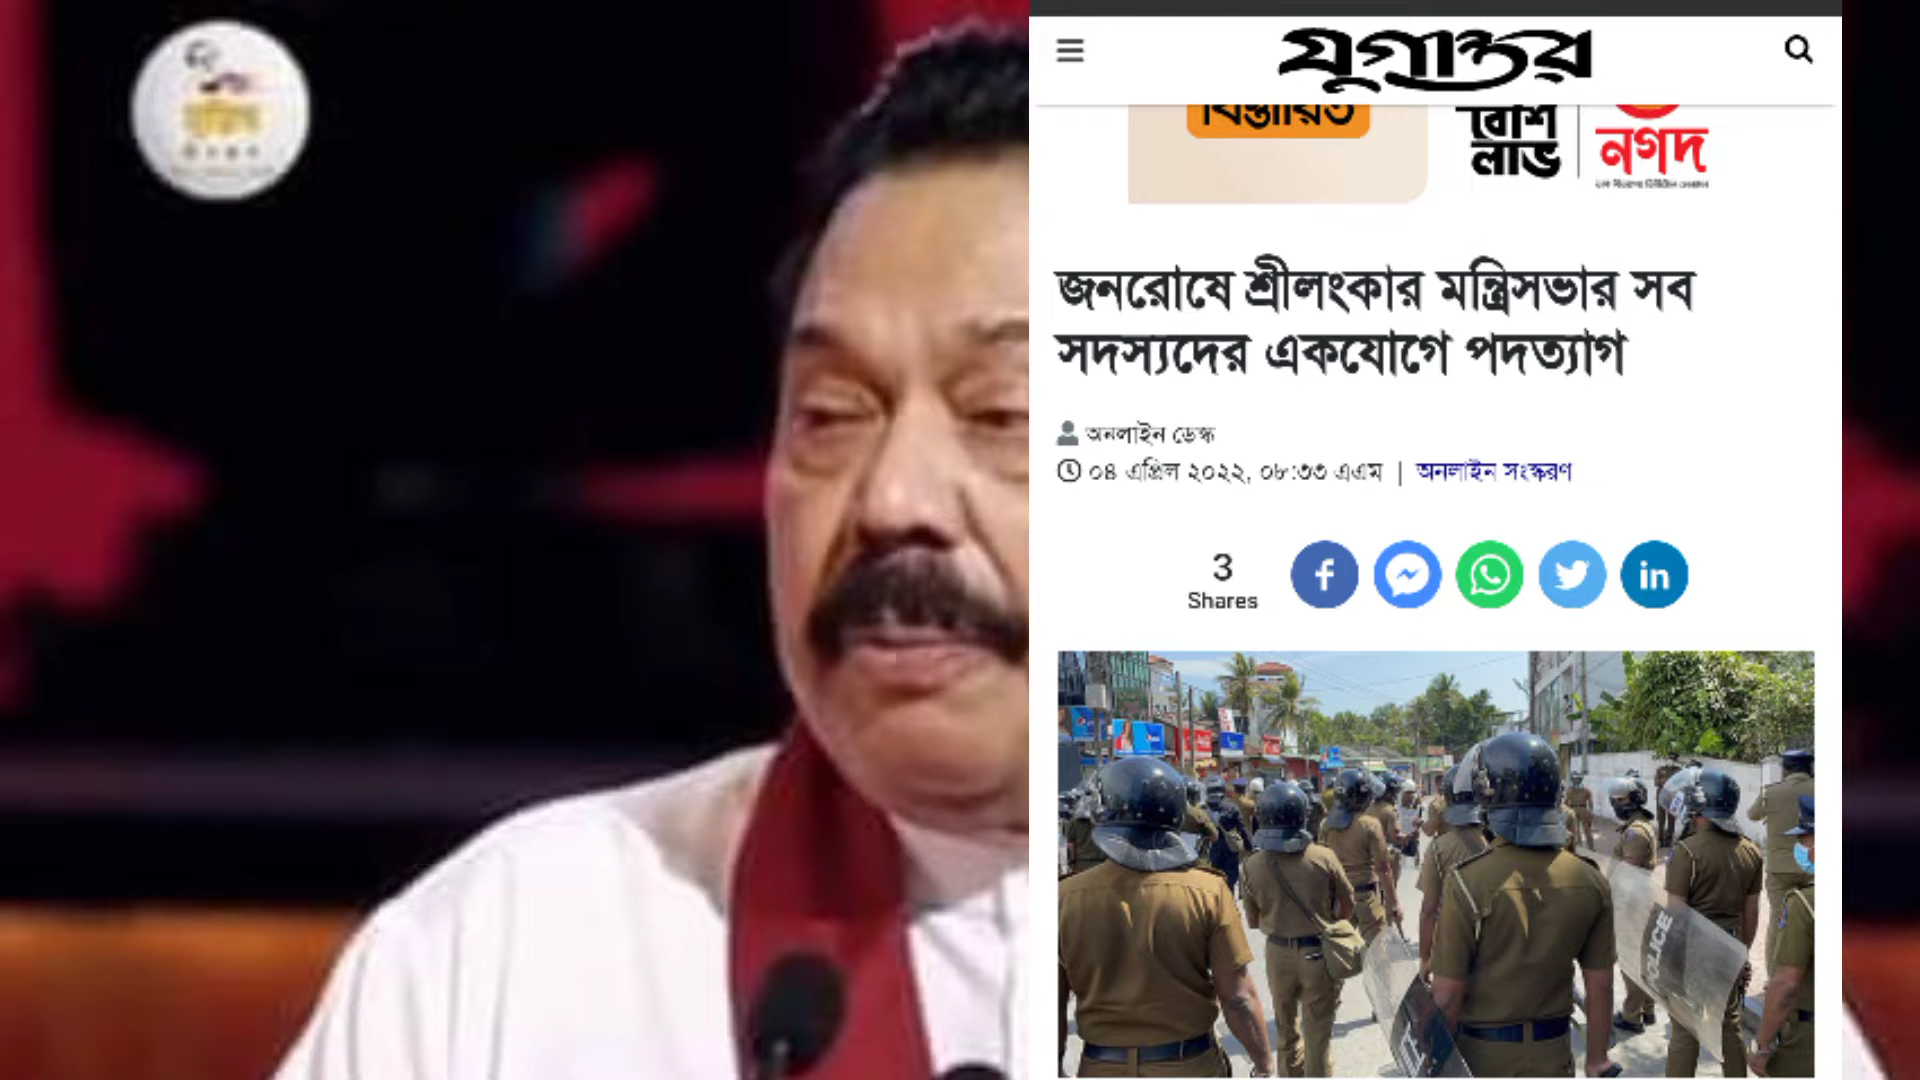 যুগান্তর
বিস্তারিত
বেশি
লাভ
নগদ
জনরোষে শ্রীলংকার মন্ত্রিসভার সব
সদস্যদের একযোগে পদত্যাগ
অনলাইন ডেস্ক
০৪ এপ্রিল ২০২২, ০৮:৩৩ এএম | অনলাইন সংস্করণ
3
Shares
POLICE